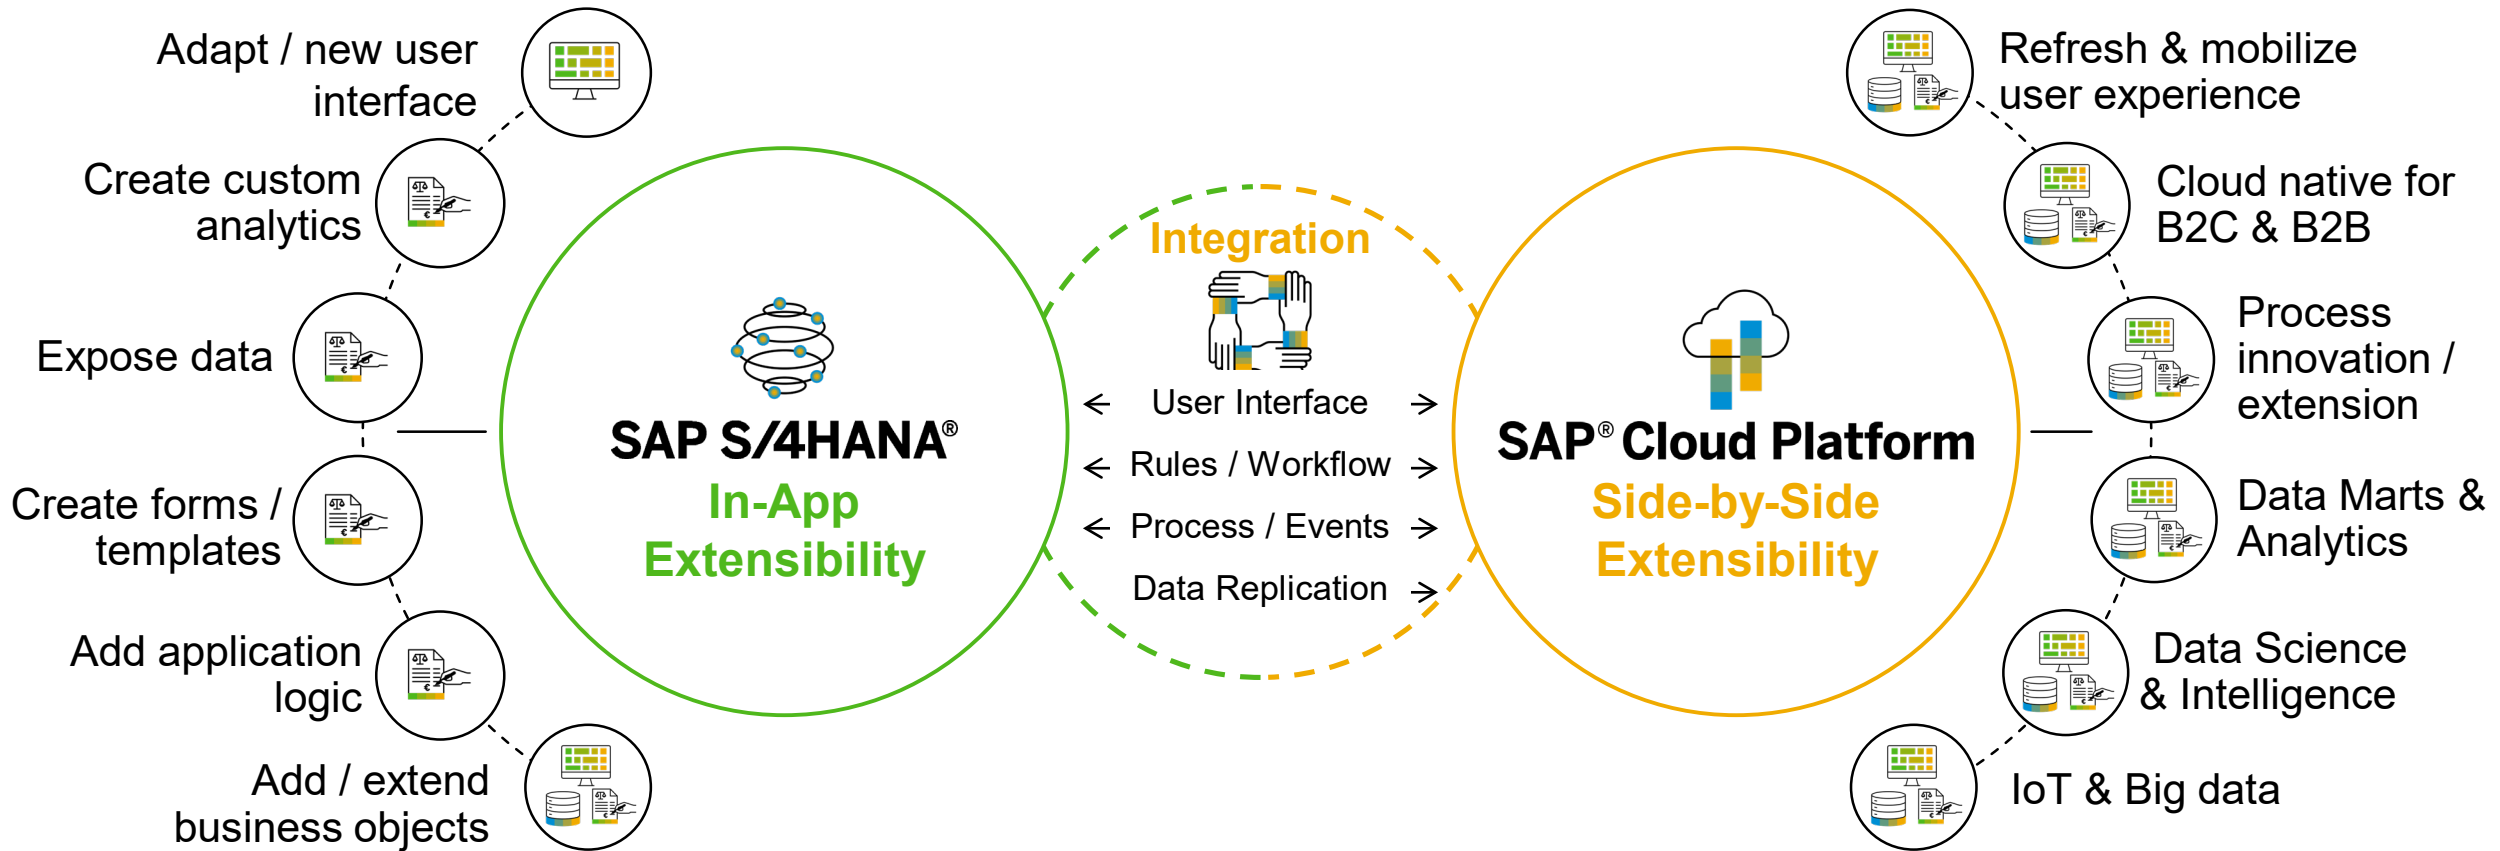 Adapt / new user
interface
Create custom
analytics
Expose data
Create forms /
templates
Add application
logic
Add / extend
business objects
SAP S/4HANA®
In-App
Extensibility
Integration
User Interface
Rules / Workflow
Process / Events
Data Replication
SAP® Cloud Platform
Side-by-Side
Extensibility
Refresh & mobilize
user experience
Cloud native for
B2C & B2B
Process
innovation /
extension
Data Marts &
Analytics
Data Science
& Intelligence
IoT & Big data